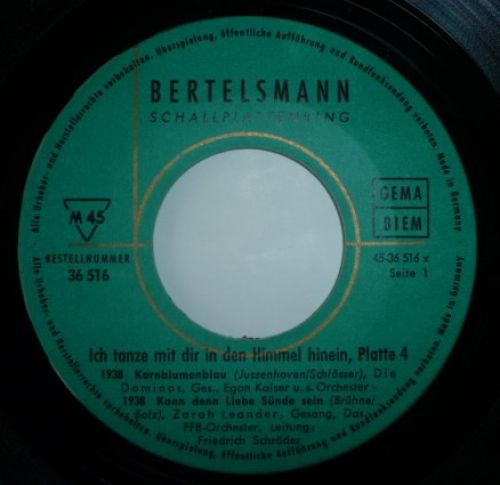 Alle Urheber- und Herstellerrechte vorbehalten. Überspielung, öffentliche Aufführung und Rundfunksendung verboten. Made in Germany
BERTELSMANN
SCHALLPLATTENRING
M 45
GEMA
BIEM
BESTELLNUMMER
36 516
45-36 516 x
Seite 1
Ich tanze mit dir in den Himmel hinein, Platte 4
1938 Kornblumenblau (Jussenhoven/Schlösser), Die
Dominos, Ges., Egon Kaiser u. s. Orchester -
1938 Kann denn Liebe Sünde sein (Brühne/
Balz), Zarah Leander, Gesang, Das
FFB-Orchester, Leitung:
Friedrich Schröder
Alle Urheber- und Herstellerrechte vorbehalten. Überspielung, öffentliche Aufführung und Rundfunksendung verboten. Made in Germany